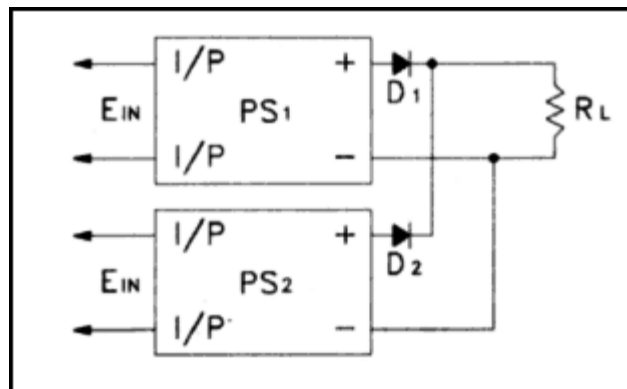 I/P +
D1
EIN PS1 RL
I/P −
I/P +
D2
EIN PS2
I/P −